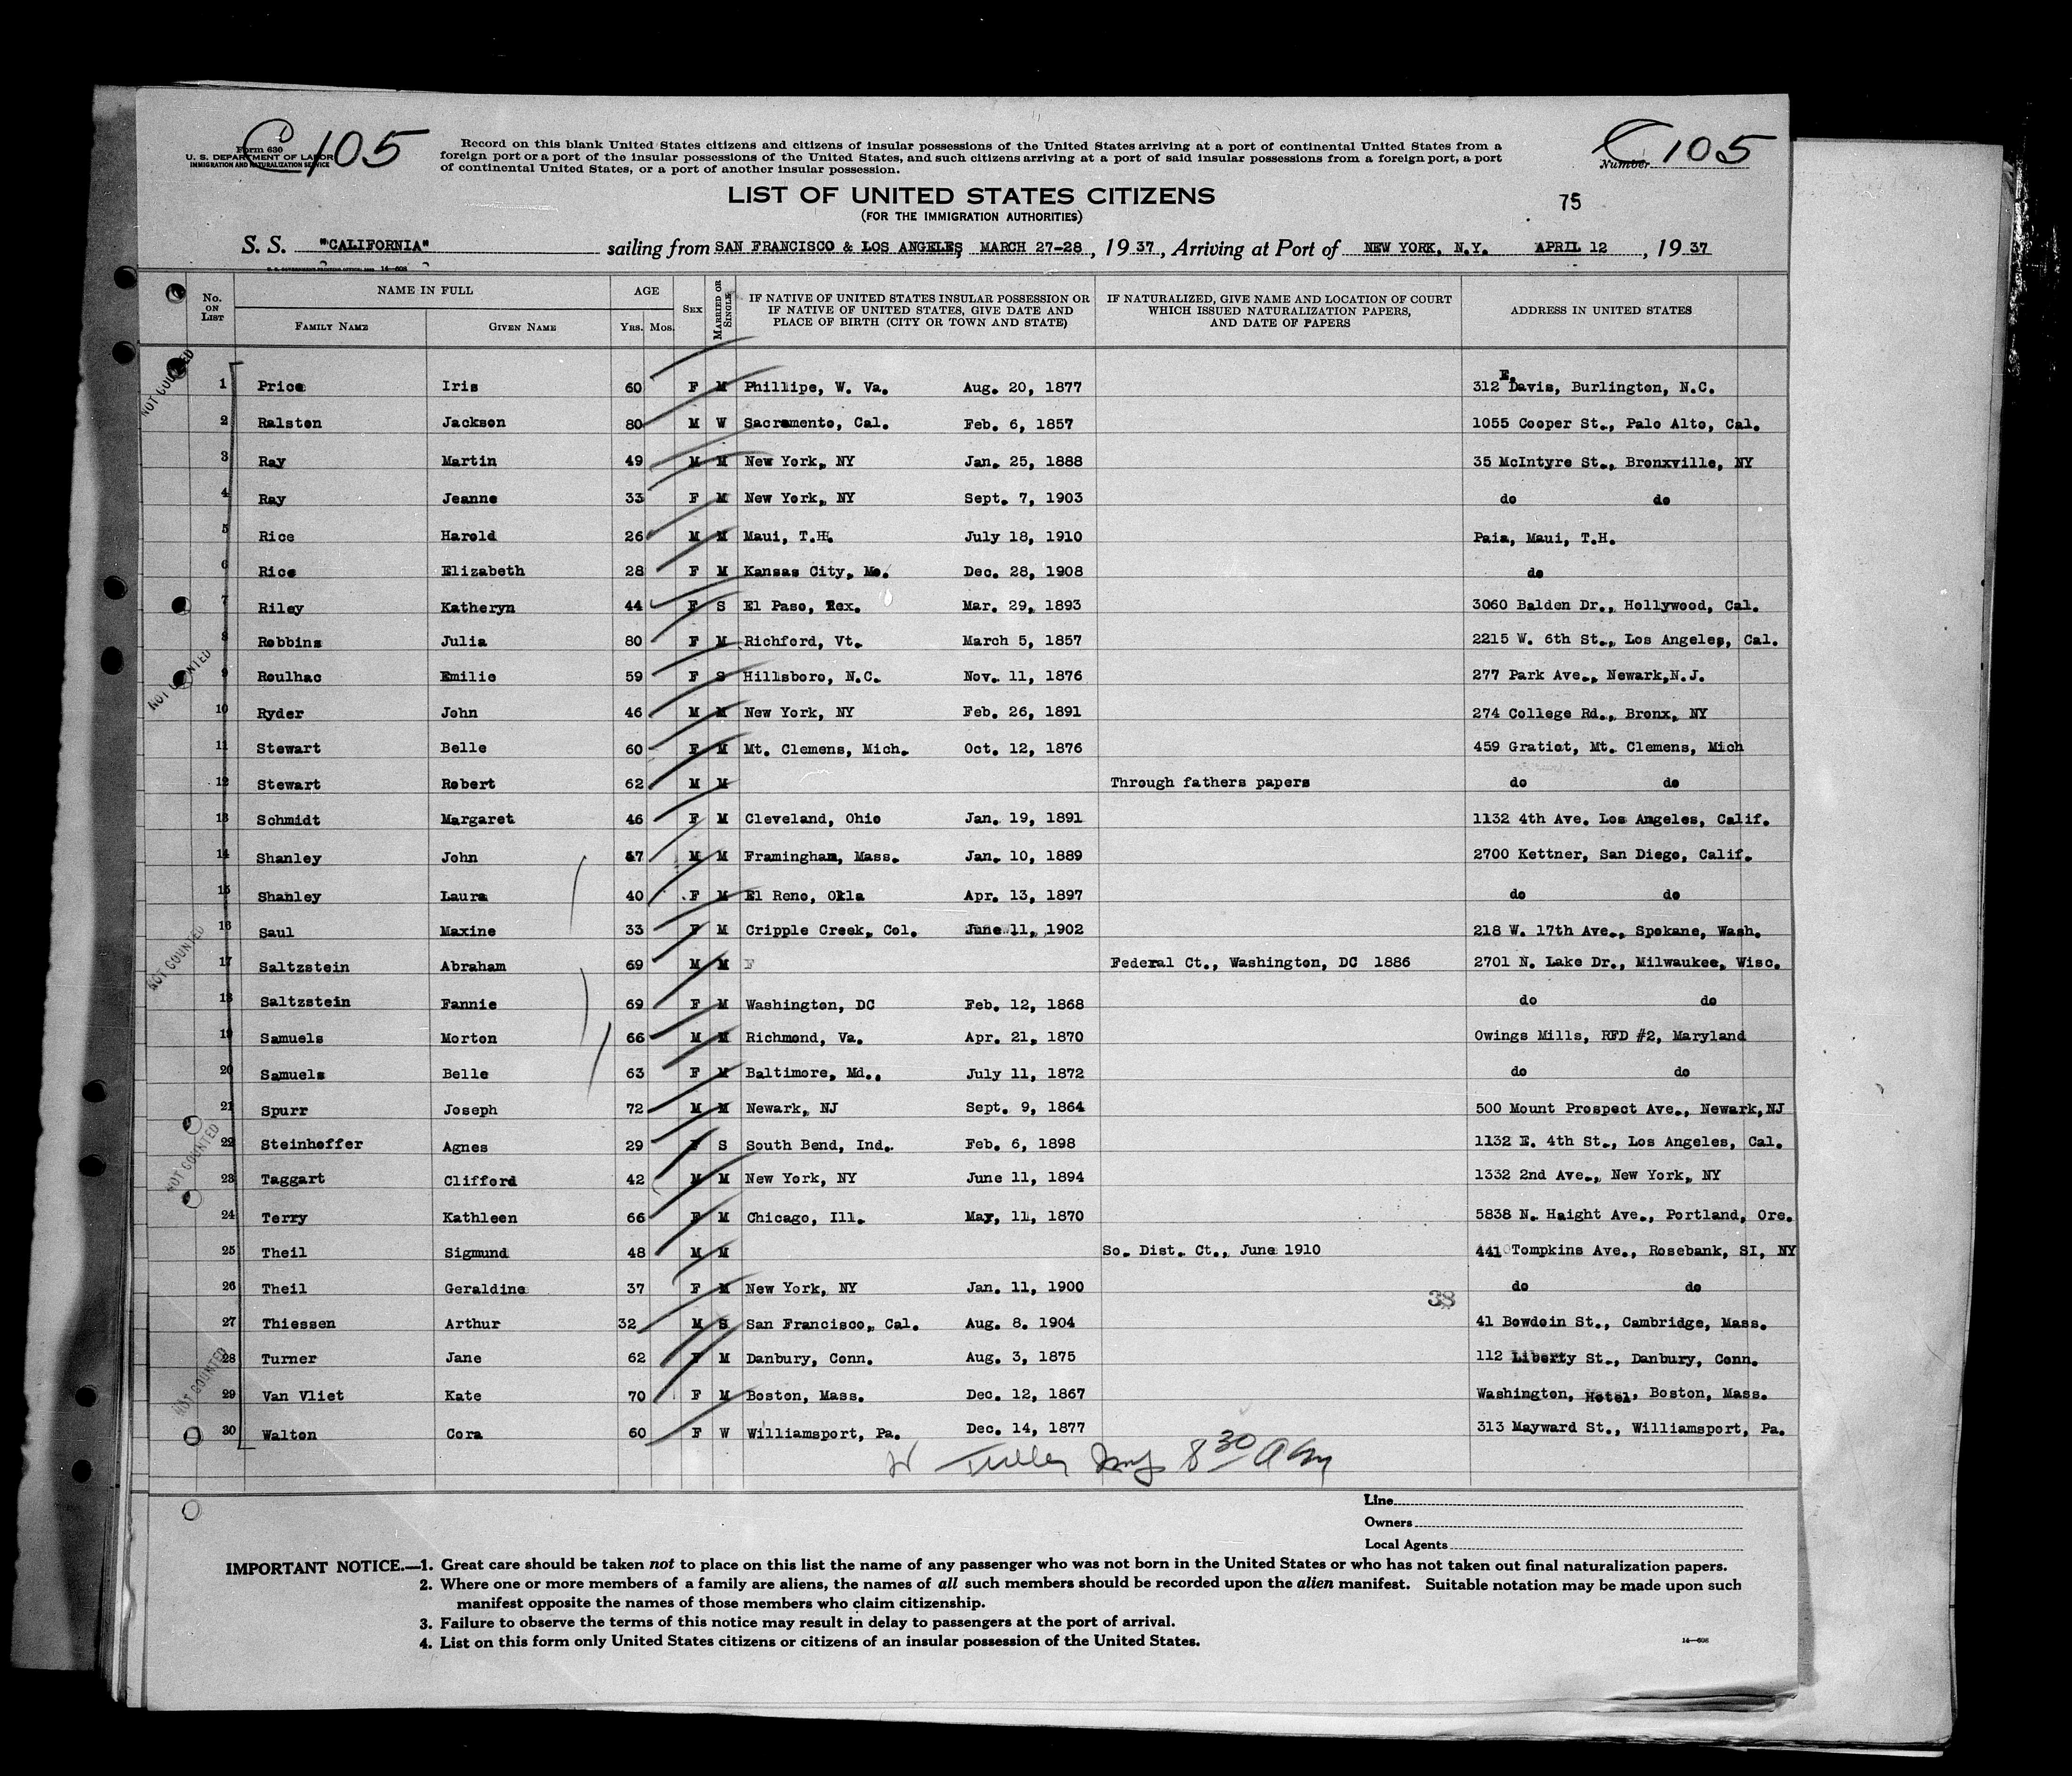 C 105
Form 630
U. S. DEPARTMENT OF LABOR
IMMIGRATION AND NATURALIZATION SERVICE
Record on this blank United States citizens and citizens of insular possessions of the United States arriving at a port of continental United States from a
foreign port or a port of the insular possessions of the United States, and such citizens arriving at a port of said insular possessions from a foreign port, a port
of continental United States, or a port of another insular possession.
C 105
Number
LIST OF UNITED STATES CITIZENS
(FOR THE IMMIGRATION AUTHORITIES)
75
S. S. "CALIFORNIA" sailing from SAN FRANCISCO & LOS ANGELES, MARCH 27-28, 1937, Arriving at Port of NEW YORK, N.Y. APRIL 12, 1937
No. ON LIST NAME IN FULL AGE SEX MARRIED OR SINGLE IF NATIVE OF UNITED STATES INSULAR POSSESSION OR IF NATIVE OF UNITED STATES, GIVE DATE AND PLACE OF BIRTH (CITY OR TOWN AND STATE) IF NATURALIZED, GIVE NAME AND LOCATION OF COURT WHICH ISSUED NATURALIZATION PAPERS, AND DATE OF PAPERS ADDRESS IN UNITED STATES
FAMILY NAME GIVEN NAME YRS. MOS.
NOT COUNTED
1 Price Iris 60 F M Phillipe, W. Va. Aug. 20, 1877 312 E. Davis, Burlington, N.C.
2 Ralston Jackson 80 M W Sacramento, Cal. Feb. 6, 1857 1055 Cooper St., Palo Alto, Cal.
3 Ray Martin 49 M M New York, NY Jan. 25, 1888 35 McIntyre St., Bronxville, NY
4 Ray Jeanne 33 F M New York, NY Sept. 7, 1903 do do
5 Rice Harold 26 M M Maui, T.H. July 18, 1910 Paia, Maui, T.H.
6 Rice Elizabeth 28 F M Kansas City, Mo. Dec. 28, 1908 do
7 Riley Katheryn 44 F S El Paso, Tex. Mar. 29, 1893 3060 Balden Dr., Hollywood, Cal.
8 Robbins Julia 80 F M Richford, Vt. March 5, 1857 2215 W. 6th St., Los Angeles, Cal.
NOT COUNTED
9 Roulhac Emilie 59 F S Hillsboro, N.C. Nov. 11, 1876 277 Park Ave., Newark,N.J.
10 Ryder John 46 M M New York, NY Feb. 26, 1891 274 College Rd., Bronx, NY
11 Stewart Belle 60 F M Mt. Clemens, Mich. Oct. 12, 1876 459 Gratiot, Mt. Clemens, Mich
12 Stewart Robert 62 M M Through fathers papers do do
13 Schmidt Margaret 46 F M Cleveland, Ohio Jan. 19, 1891 1132 4th Ave. Los Angeles, Calif.
14 Shanley John 47 M M Framingham, Mass. Jan. 10, 1889 2700 Kettner, San Diego, Calif.
15 Shanley Laura 40 F M El Reno, Okla Apr. 13, 1897 do do
16 Saul Maxine 33 F M Cripple Creek, Col. June 11, 1902 218 W. 17th Ave., Spokane, Wash.
NOT COUNTED
17 Saltzstein Abraham 69 M M F Federal Ct., Washington, DC 1886 2701 N. Lake Dr., Milwaukee, Wisc.
18 Saltzstein Fannie 69 F M Washington, DC Feb. 12, 1868 do do
19 Samuels Morton 66 M M Richmond, Va. Apr. 21, 1870 Owings Mills, RFD #2, Maryland
20 Samuels Belle 63 F M Baltimore, Md., July 11, 1872 do do
21 Spurr Joseph 72 M M Newark, NJ Sept. 9, 1864 500 Mount Prospect Ave., Newark,NJ
NOT COUNTED
22 Steinhoffer Agnes 29 F S South Bend, Ind. Feb. 6, 1898 1132 E. 4th St., Los Angeles, Cal.
23 Taggart Clifford 42 M M New York, NY June 11, 1894 1332 2nd Ave., New York, NY
24 Terry Kathleen 66 F M Chicago, Ill. May, 11, 1870 5838 N. Haight Ave., Portland, Ore.
25 Theil Sigmund 48 M M So. Dist. Ct., June 1910 441 Tompkins Ave., Rosebank, SI, NY
26 Theil Geraldine 37 F M New York, NY Jan. 11, 1900 do do
38
27 Thiessen Arthur 32 M S San Francisco, Cal. Aug. 8. 1904 41 Bowdoin St., Cambridge, Mass.
28 Turner Jane 62 F M Danbury, Conn. Aug. 3, 1875 112 Liberty St., Danbury, Conn.
NOT COUNTED
29 Van Vliet Kate 70 F M Boston, Mass. Dec. 12, 1867 Washington, Hotel, Boston, Mass.
30 Walton Cora 60 F W Williamsport, Pa. Dec. 14, 1877 313 Mayward St., Williamsport, Pa.
8 30 A M
Line
Owners
Local Agents
IMPORTANT NOTICE.—1. Great care should be taken not to place on this list the name of any passenger who was not born in the United States or who has not taken out final naturalization papers.
2. Where one or more members of a family are aliens, the names of all such members should be recorded upon the alien manifest. Suitable notation may be made upon such
manifest opposite the names of those members who claim citizenship.
3. Failure to observe the terms of this notice may result in delay to passengers at the port of arrival.
4. List on this form only United States citizens or citizens of an insular possession of the United States.
14—608